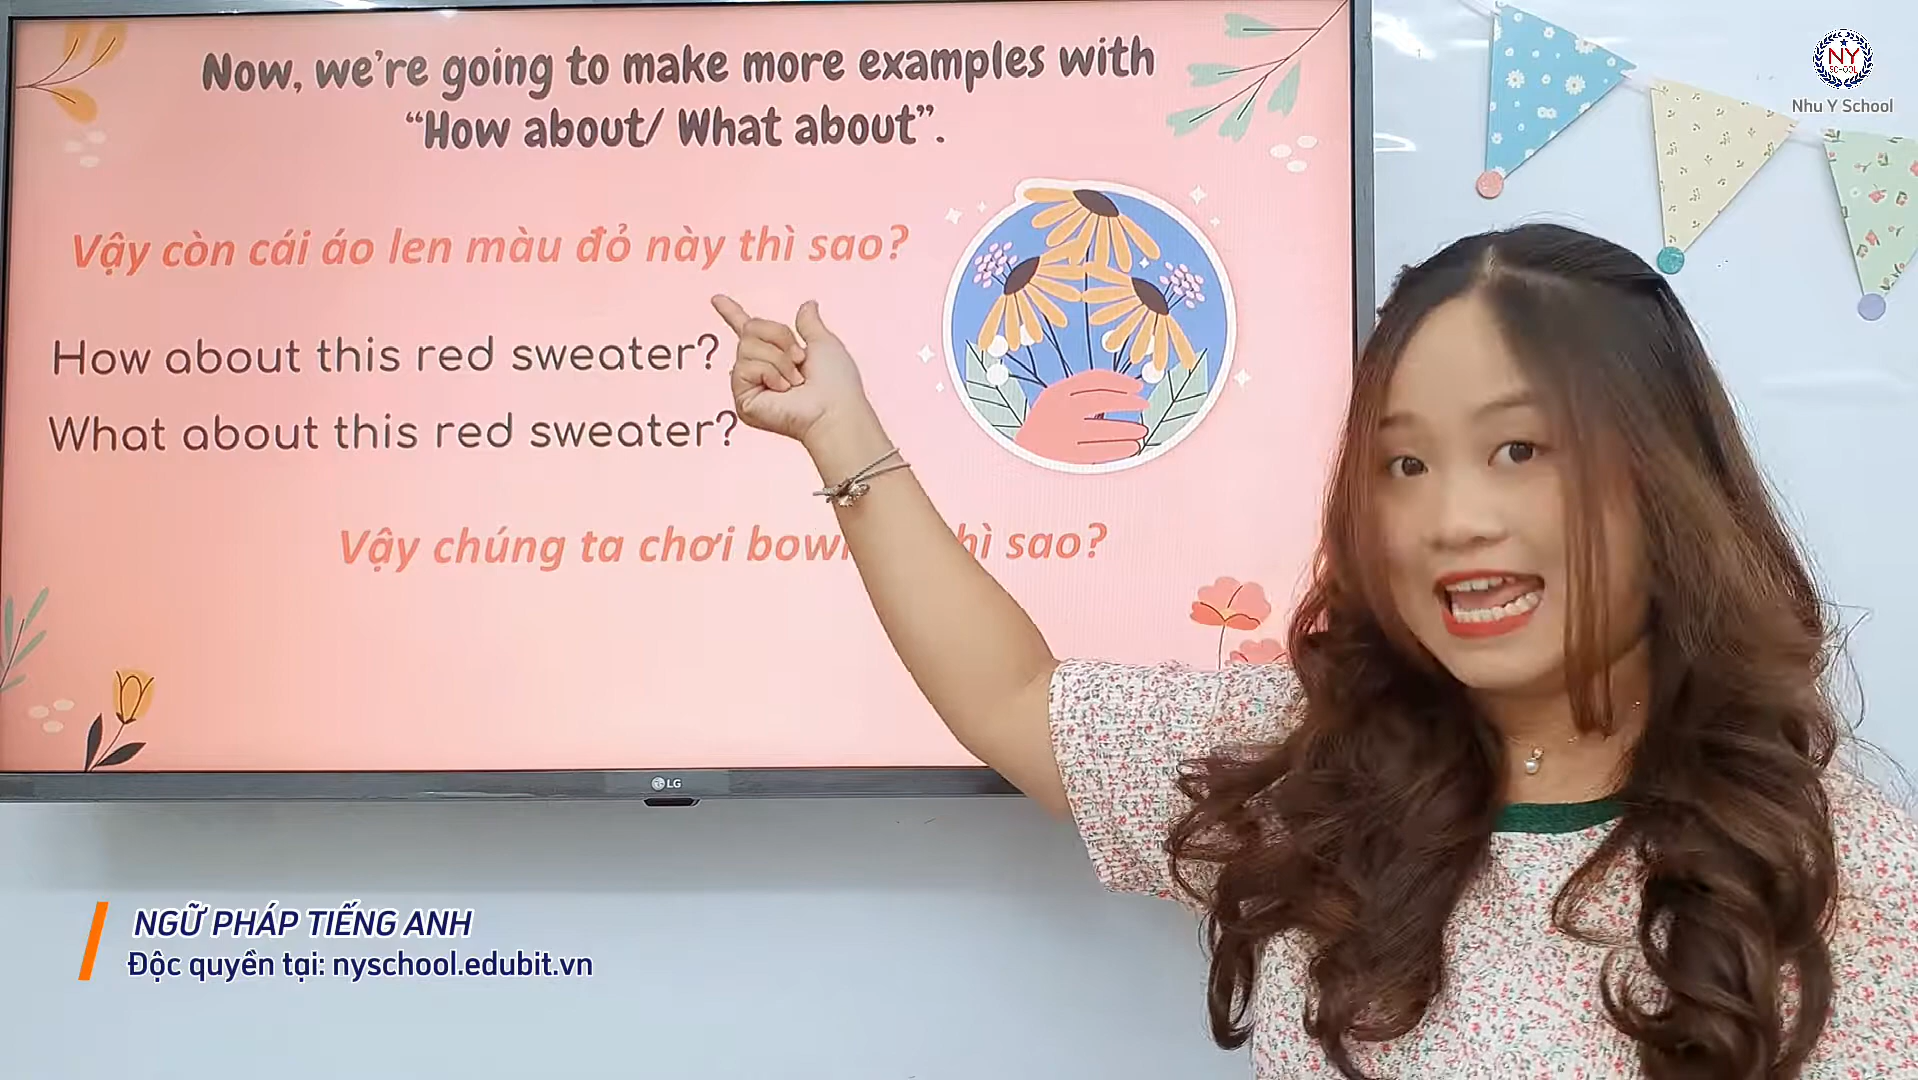 Now, we're going to make more examples with
“How about/ What about”.
Vậy còn cái áo len màu đỏ này thì sao?
How about this red sweater?
What about this red sweater?
Vậy chúng ta chơi sao?
NY
SCHOOL
Nhu Y School
LG
NGỮ PHÁP TIẾNG ANH
Độc quyền tại: nyschool.edubit.vn